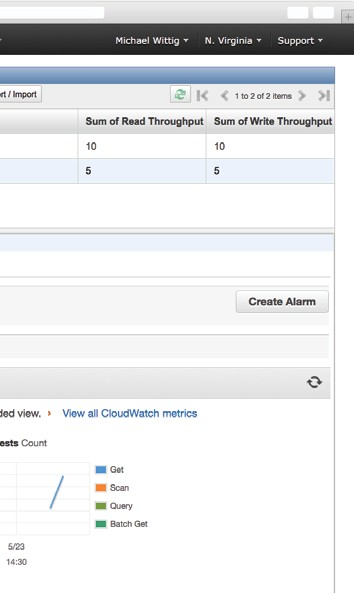 Michael Wittig N. Virginia Support
rt / Import
1 to 2 of 2 items
Sum of Read Throughput Sum of Write Throughput
10 10
5 5
Create Alarm
ded view. View all CloudWatch metrics
ests Count
Get
Scan
Query
Batch Get
5/23
14:30